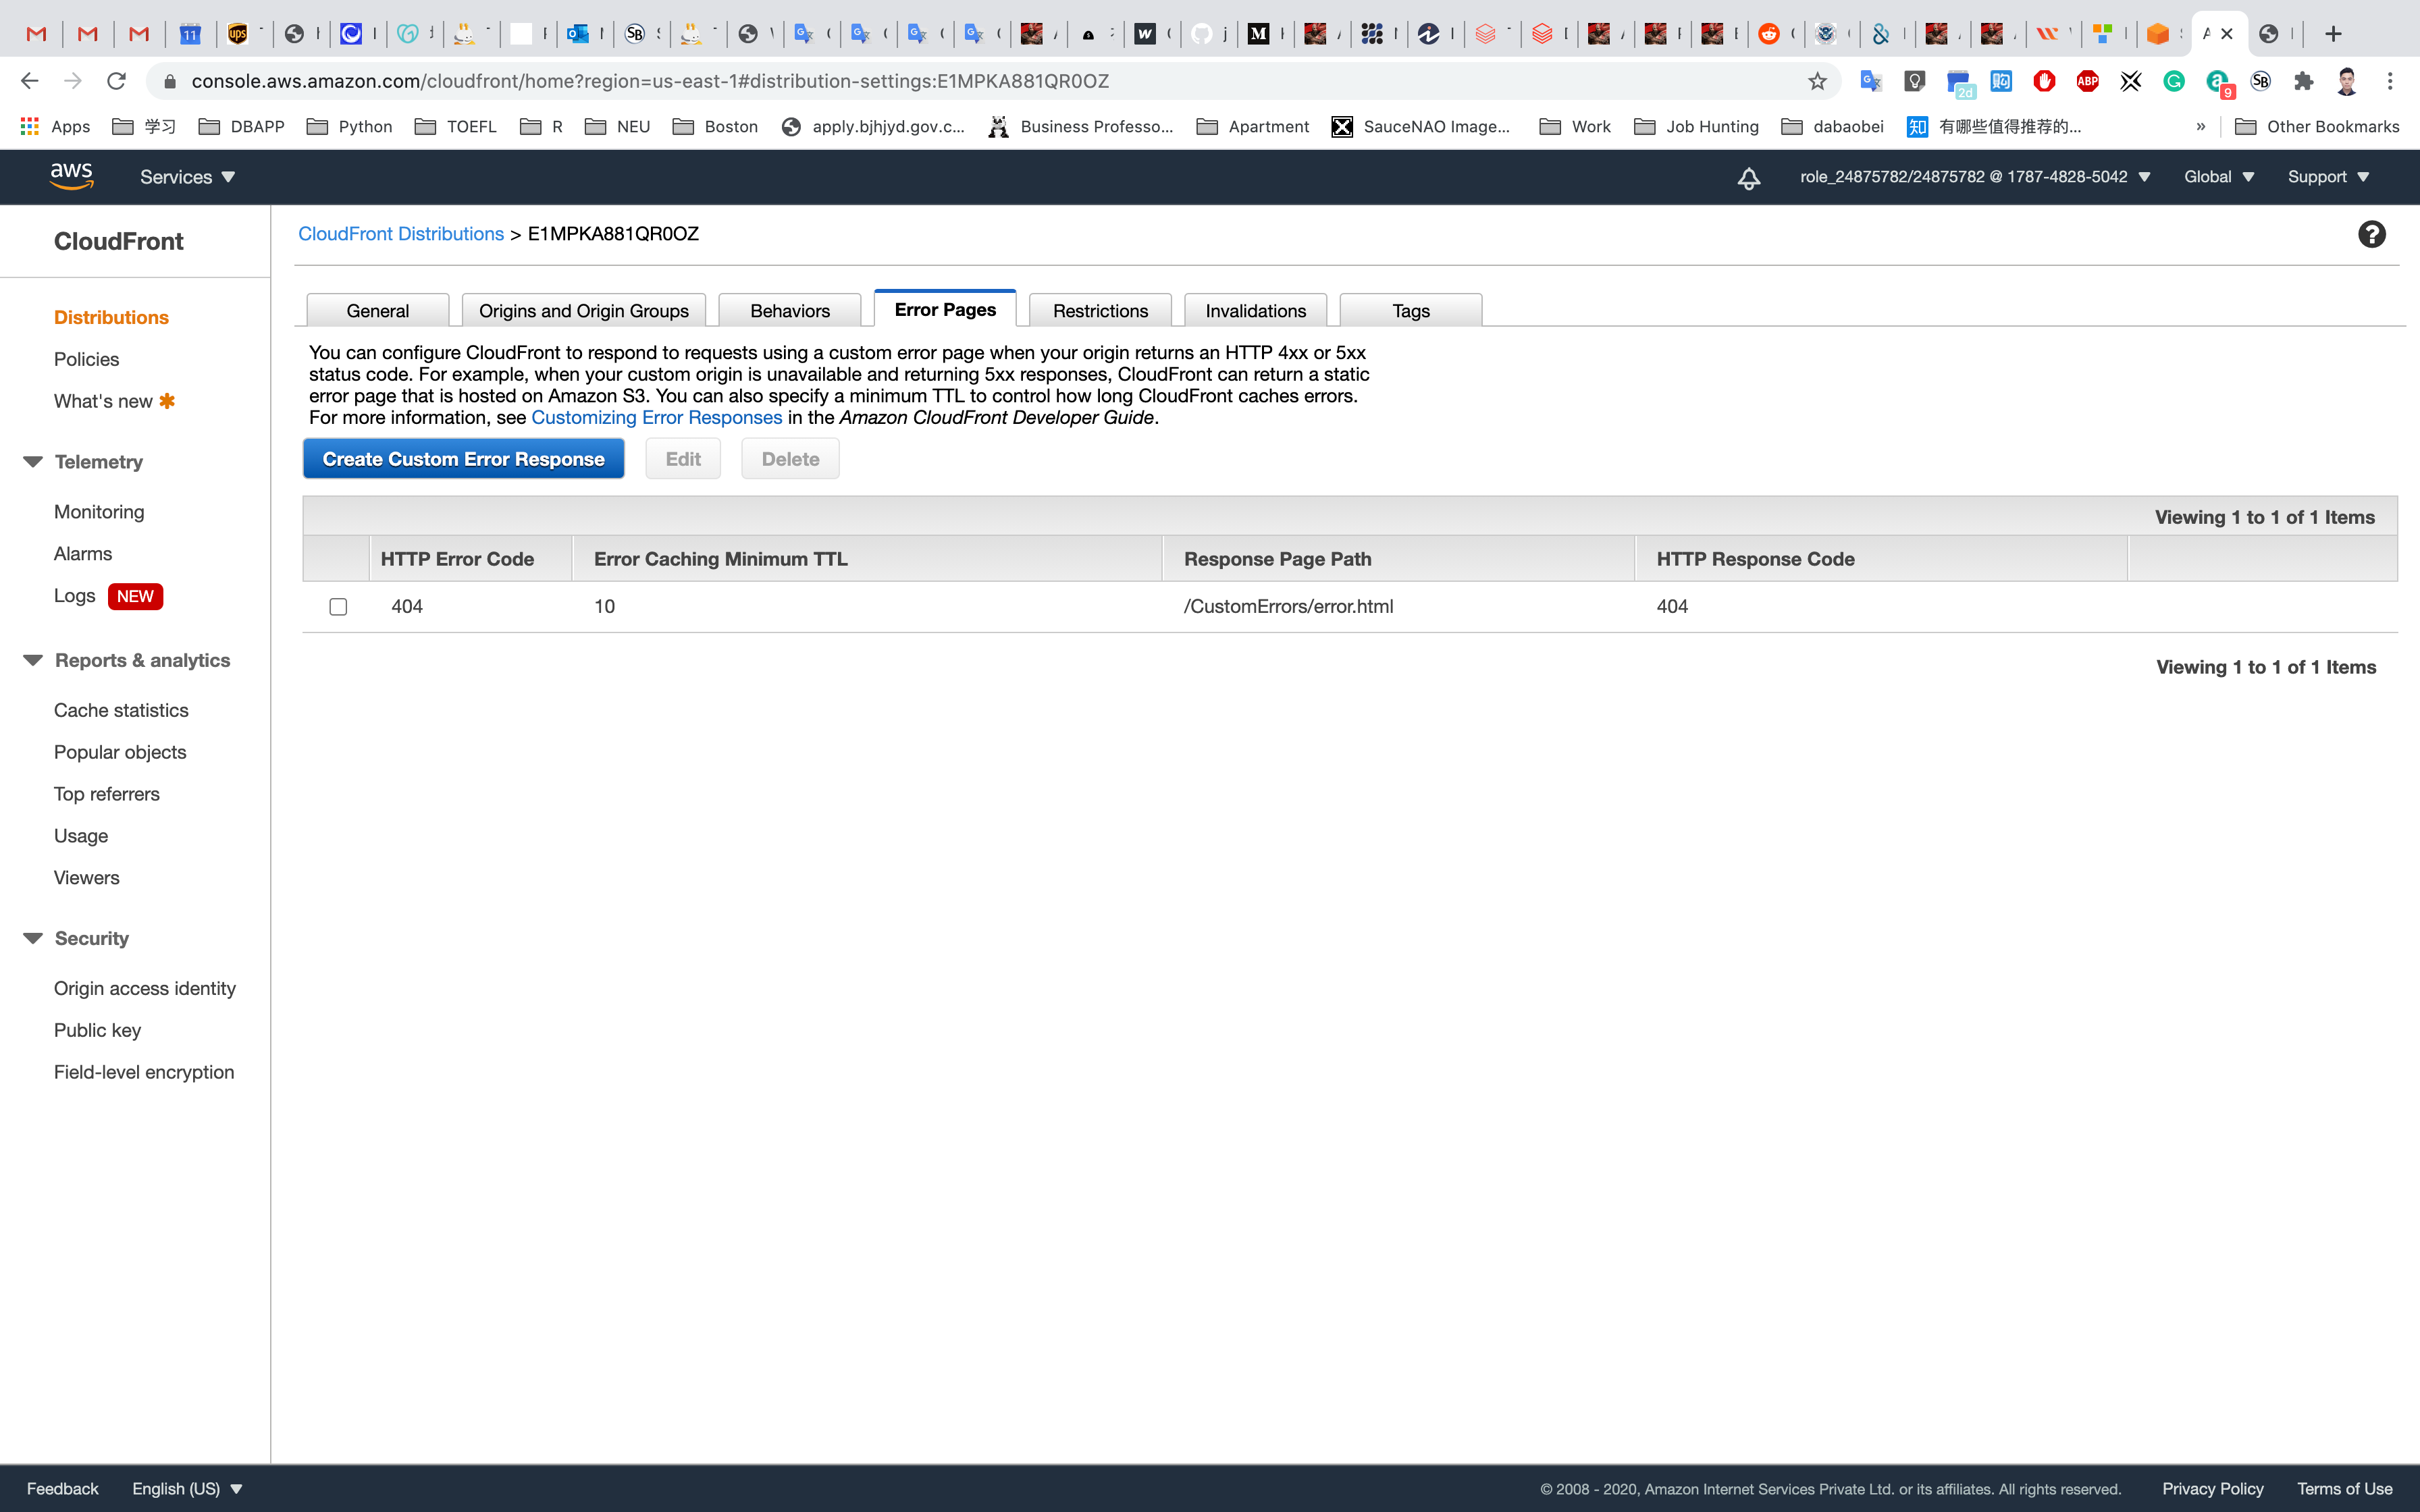 console.aws.amazon.com/cloudfront/home?region=us-east-1#distribution-settings:E1MPKA881QR0OZ
Apps 学习 DBAPP Python TOEFL R NEU Boston apply.bjhjyd.gov.c... Business Professo... Apartment SauceNAO Image... Work Job Hunting dabaobei 有哪些值得推荐的... » Other Bookmarks
aws Services role_24875782/24875782 @ 1787-4828-5042 Global Support
CloudFront
Distributions
Policies
What's new
Telemetry
Monitoring
Alarms
Logs NEW
Reports & analytics
Cache statistics
Popular objects
Top referrers
Usage
Viewers
Security
Origin access identity
Public key
Field-level encryption
CloudFront Distributions > E1MPKA881QR0OZ
General Origins and Origin Groups Behaviors Error Pages Restrictions Invalidations Tags
You can configure CloudFront to respond to requests using a custom error page when your origin returns an HTTP 4xx or 5xx
status code. For example, when your custom origin is unavailable and returning 5xx responses, CloudFront can return a static
error page that is hosted on Amazon S3. You can also specify a minimum TTL to control how long CloudFront caches errors.
For more information, see Customizing Error Responses in the Amazon CloudFront Developer Guide.
Create Custom Error Response Edit Delete
Viewing 1 to 1 of 1 Items
HTTP Error Code Error Caching Minimum TTL Response Page Path HTTP Response Code
404 10 /CustomErrors/error.html 404
Viewing 1 to 1 of 1 Items
Feedback English (US) © 2008 - 2020, Amazon Internet Services Private Ltd. or its affiliates. All rights reserved. Privacy Policy Terms of Use